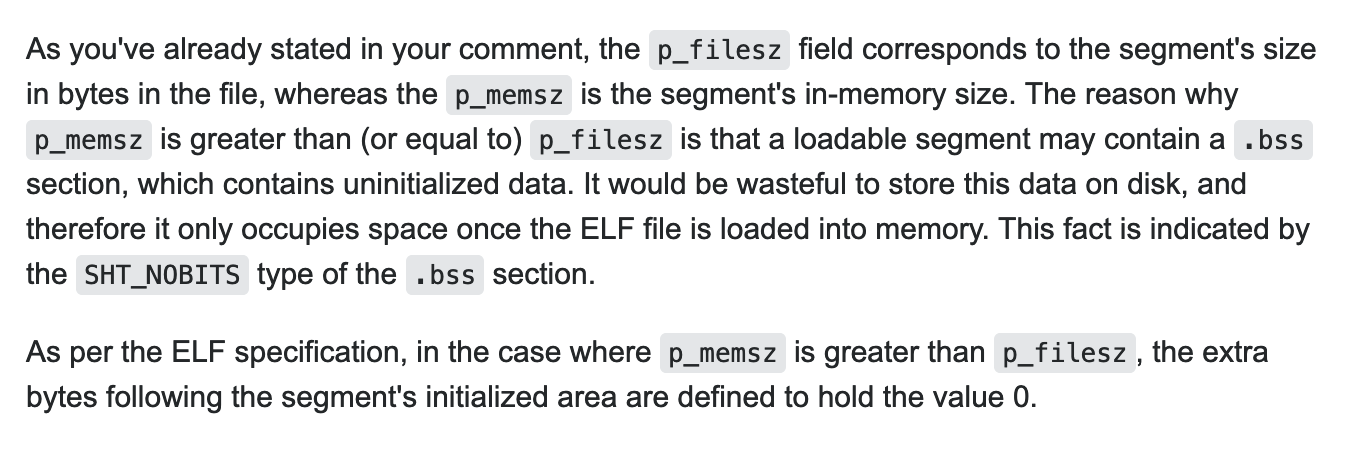 As you've already stated in your comment, the p_filesz field corresponds to the segment's size
in bytes in the file, whereas the p_memsz is the segment's in-memory size. The reason why
p_memsz is greater than (or equal to) p_filesz is that a loadable segment may contain a .bss
section, which contains uninitialized data. It would be wasteful to store this data on disk, and
therefore it only occupies space once the ELF file is loaded into memory. This fact is indicated by
the SHT_NOBITS type of the .bss section.
As per the ELF specification, in the case where p_memsz is greater than p_filesz, the extra
bytes following the segment's initialized area are defined to hold the value 0.